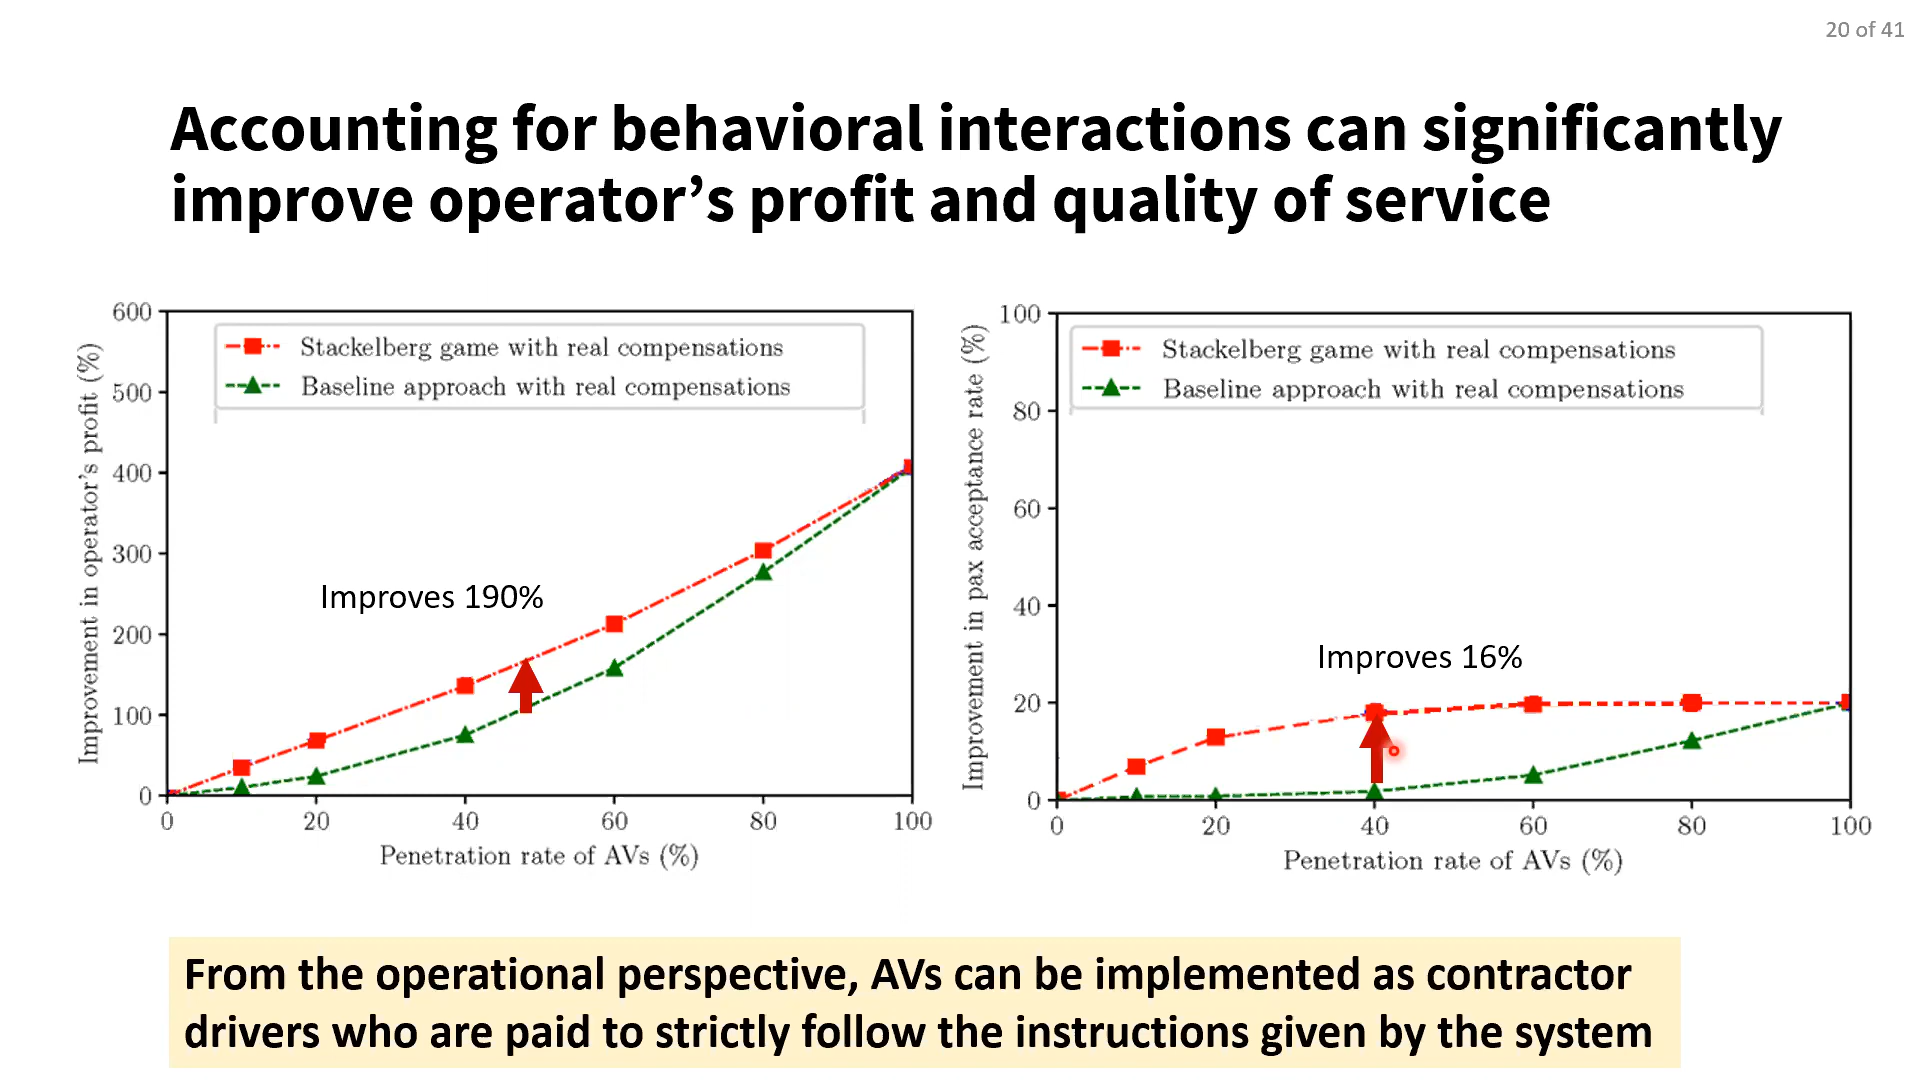 20 of 41
Accounting for behavioral interactions can significantly
improve operator’s profit and quality of service
Improvement in operator's profit (%)
600
500
400
300
200
100
0
Stackelberg game with real compensations
Baseline approach with real compensations
Improves 190%
0 20 40 60 80 100
Penetration rate of AVs (%)
Improvement in pax acceptance rate (%)
100
80
60
40
20
0
Stackelberg game with real compensations
Baseline approach with real compensations
Improves 16%
0 20 40 60 80 100
Penetration rate of AVs (%)
From the operational perspective, AVs can be implemented as contractor
drivers who are paid to strictly follow the instructions given by the system